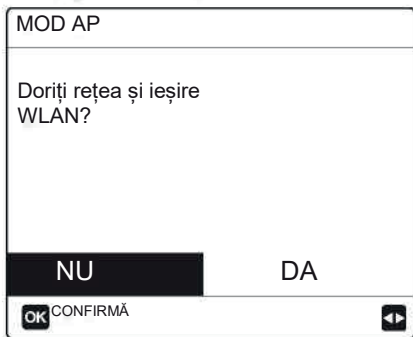 MOD AP
Doriți rețea și ieșire
WLAN?
NU DA
OK CONFIRMĂ